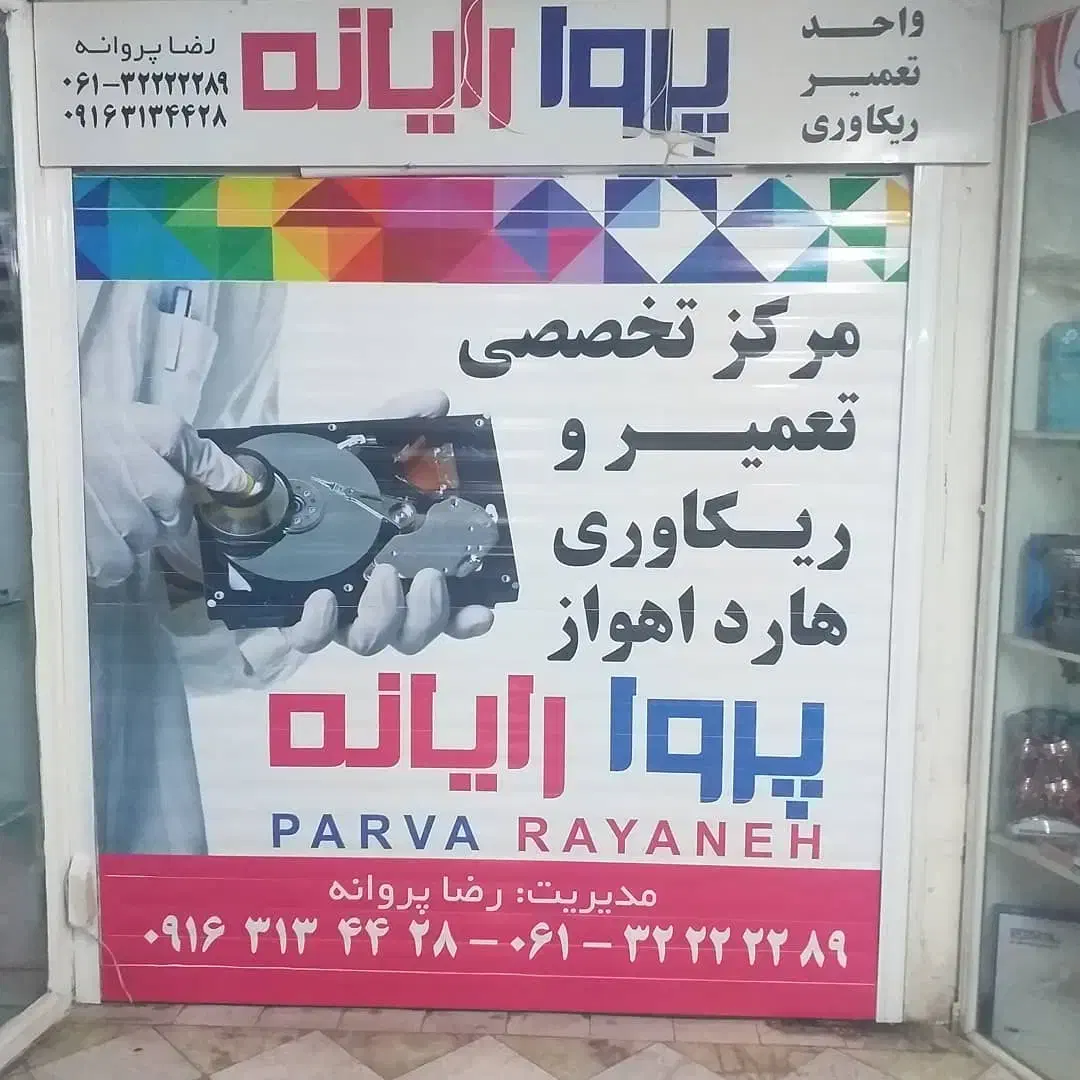 واحد
تعمیر
ریکاوری
پروا رایانه
رضا پروانه
۰۶۱-۳۲۲۲۲۲۸۹
۰۹۱۶۳۱۳۴۴۲۸
مرکز تخصصی
تعمیر و
ریکاوری
هارد اهواز
پروا رایانه
PARVA RAYANEH
مدیریت: رضا پروانه
۰۹۱۶ ۳۱۳ ۴۴ ۲۸ - ۰۶۱ - ۳۲ ۲۲ ۲۲ ۸۹